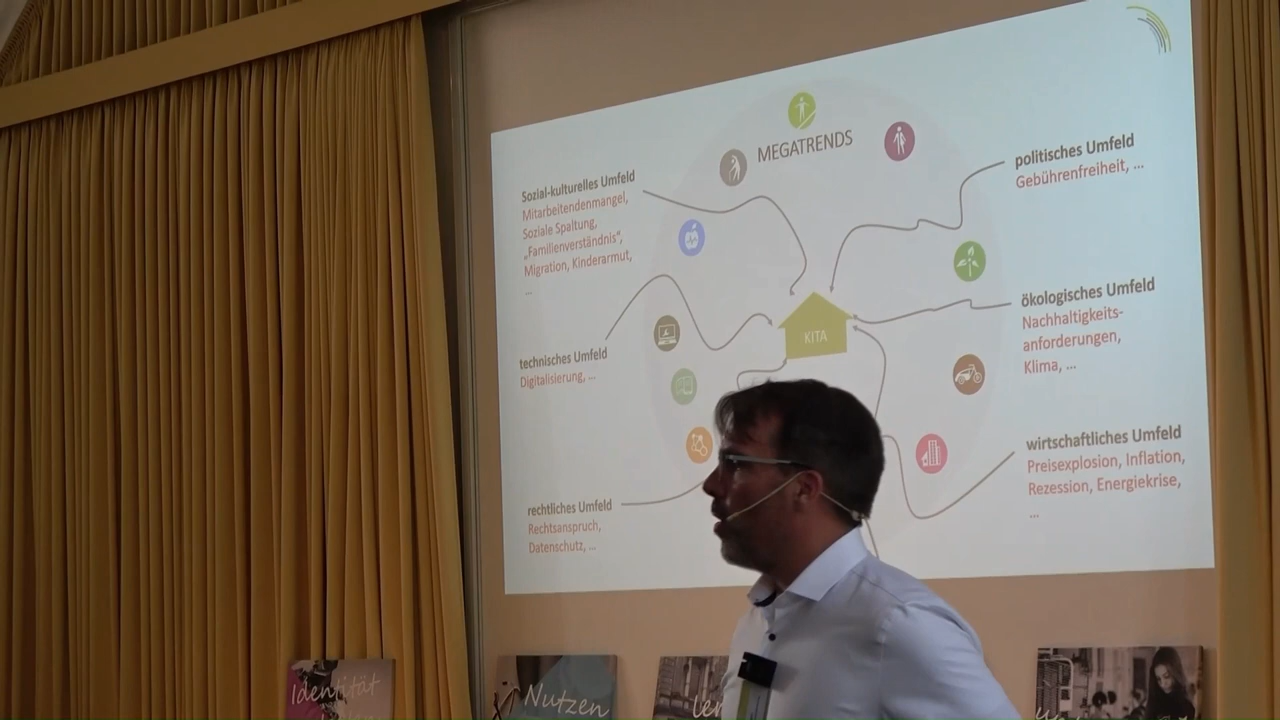 MEGATRENDS
Sozial-kulturelles Umfeld
Mitarbeitendenmangel,
Soziale Spaltung,
„Familienverständnis“,
Migration, Kinderarmut,
...
technisches Umfeld
Digitalisierung, ...
rechtliches Umfeld
Rechtsanspruch,
Datenschutz, ...
KITA
politisches Umfeld
Gebührenfreiheit, ...
ökologisches Umfeld
Nachhaltigkeits-
anforderungen,
Klima, ...
wirtschaftliches Umfeld
Preisexplosion, Inflation,
Rezession, Energiekrise,
...
Identität
Nutzen